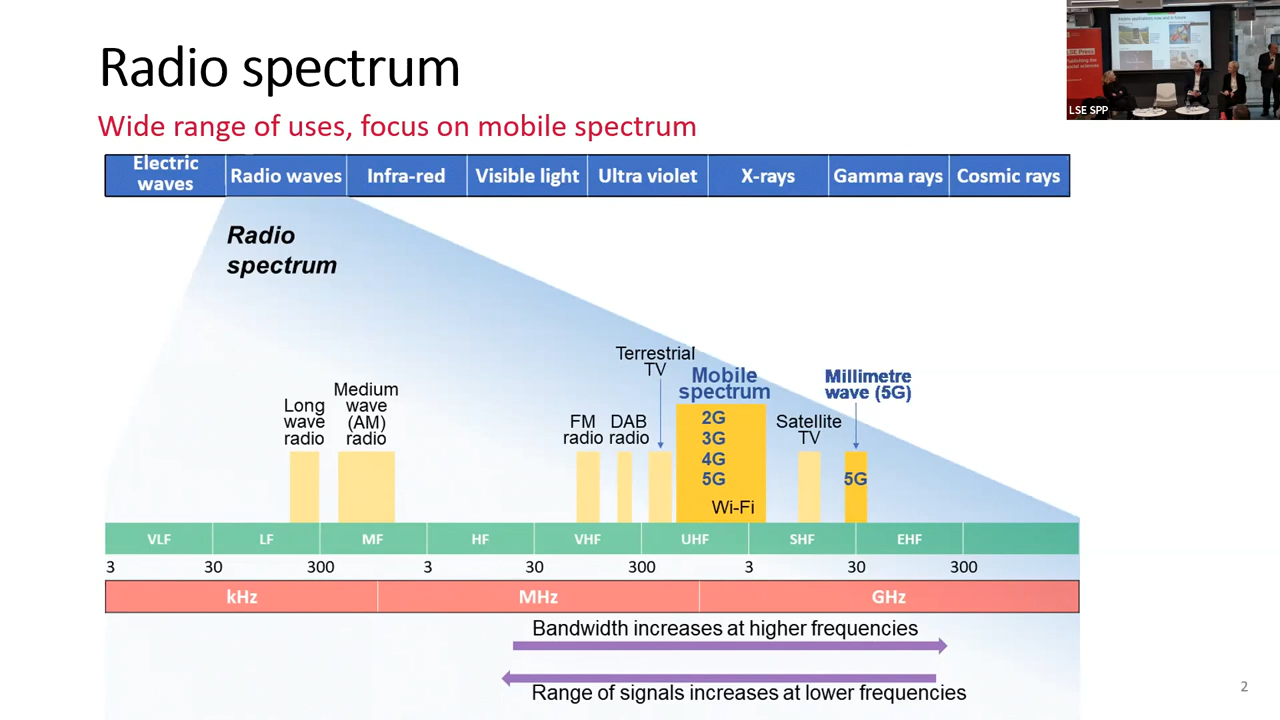 Radio spectrum
Wide range of uses, focus on mobile spectrum
LSE Press
LSE SPP
Electric
waves
Radio waves
Infra-red
Visible light
Ultra violet
X-rays
Gamma rays
Cosmic rays
Radio
spectrum
Long
wave
radio
Medium
wave
(AM)
radio
FM
radio
DAB
radio
Terrestrial
TV
Mobile
spectrum
2G
3G
4G
5G
Wi-Fi
Satellite
TV
Millimetre
wave (5G)
5G
VLF
LF
MF
HF
VHF
UHF
SHF
EHF
3
30
300
3
30
300
3
30
300
kHz
MHz
GHz
Bandwidth increases at higher frequencies
Range of signals increases at lower frequencies
2